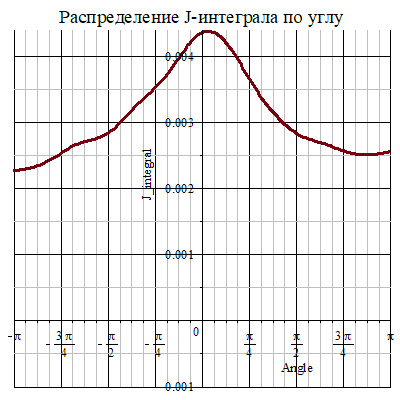 Распределение J-интеграла по углу
0.004
0.003
J_integral
0.002
0.001
-π
- 3π/4
- π/2
- π/4
0
π/4
π/2
3π/4
π
Angle
0.001